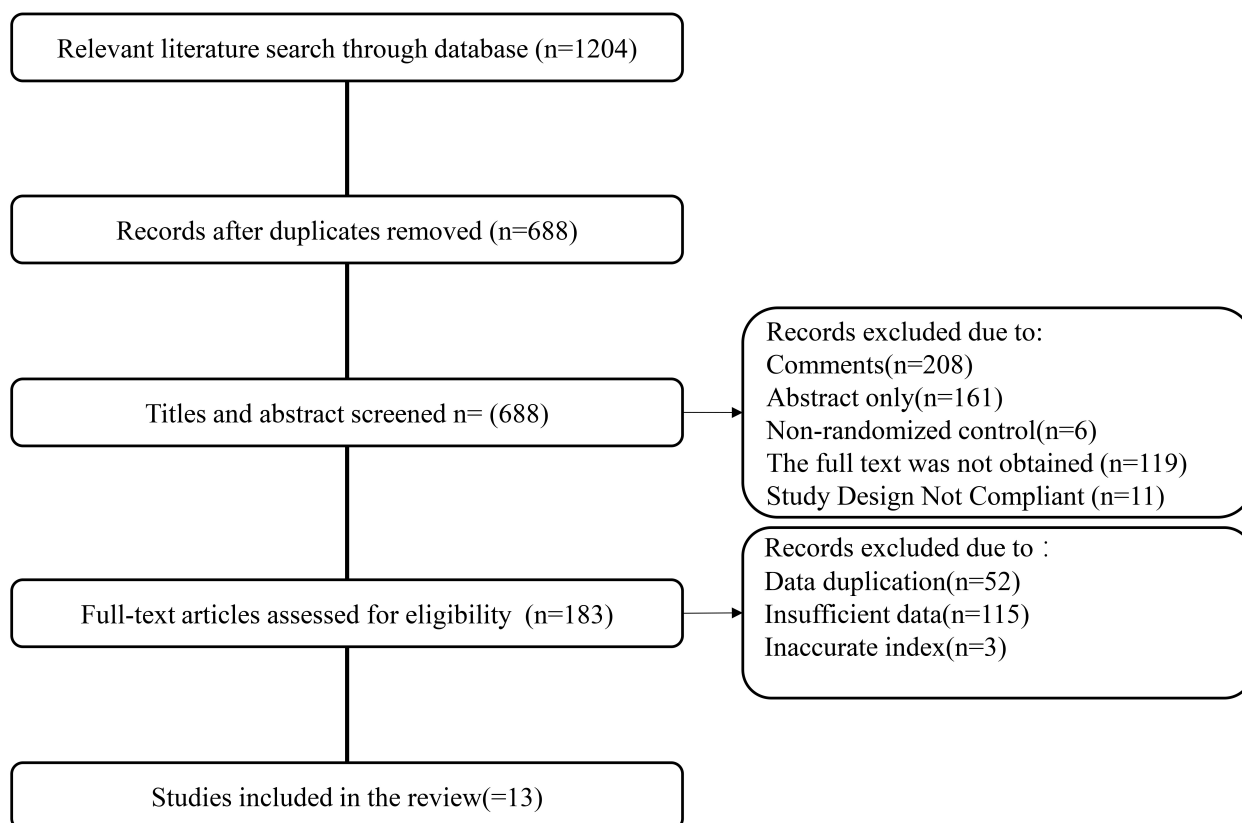 Relevant literature search through database (n=1204)
Records after duplicates removed (n=688)
Titles and abstract screened n= (688)
Records excluded due to:
Comments(n=208)
Abstract only(n=161)
Non-randomized control(n=6)
The full text was not obtained (n=119)
Study Design Not Compliant (n=11)
Full-text articles assessed for eligibility (n=183)
Records excluded due to：
Data duplication(n=52)
Insufficient data(n=115)
Inaccurate index(n=3)
Studies included in the review(=13)